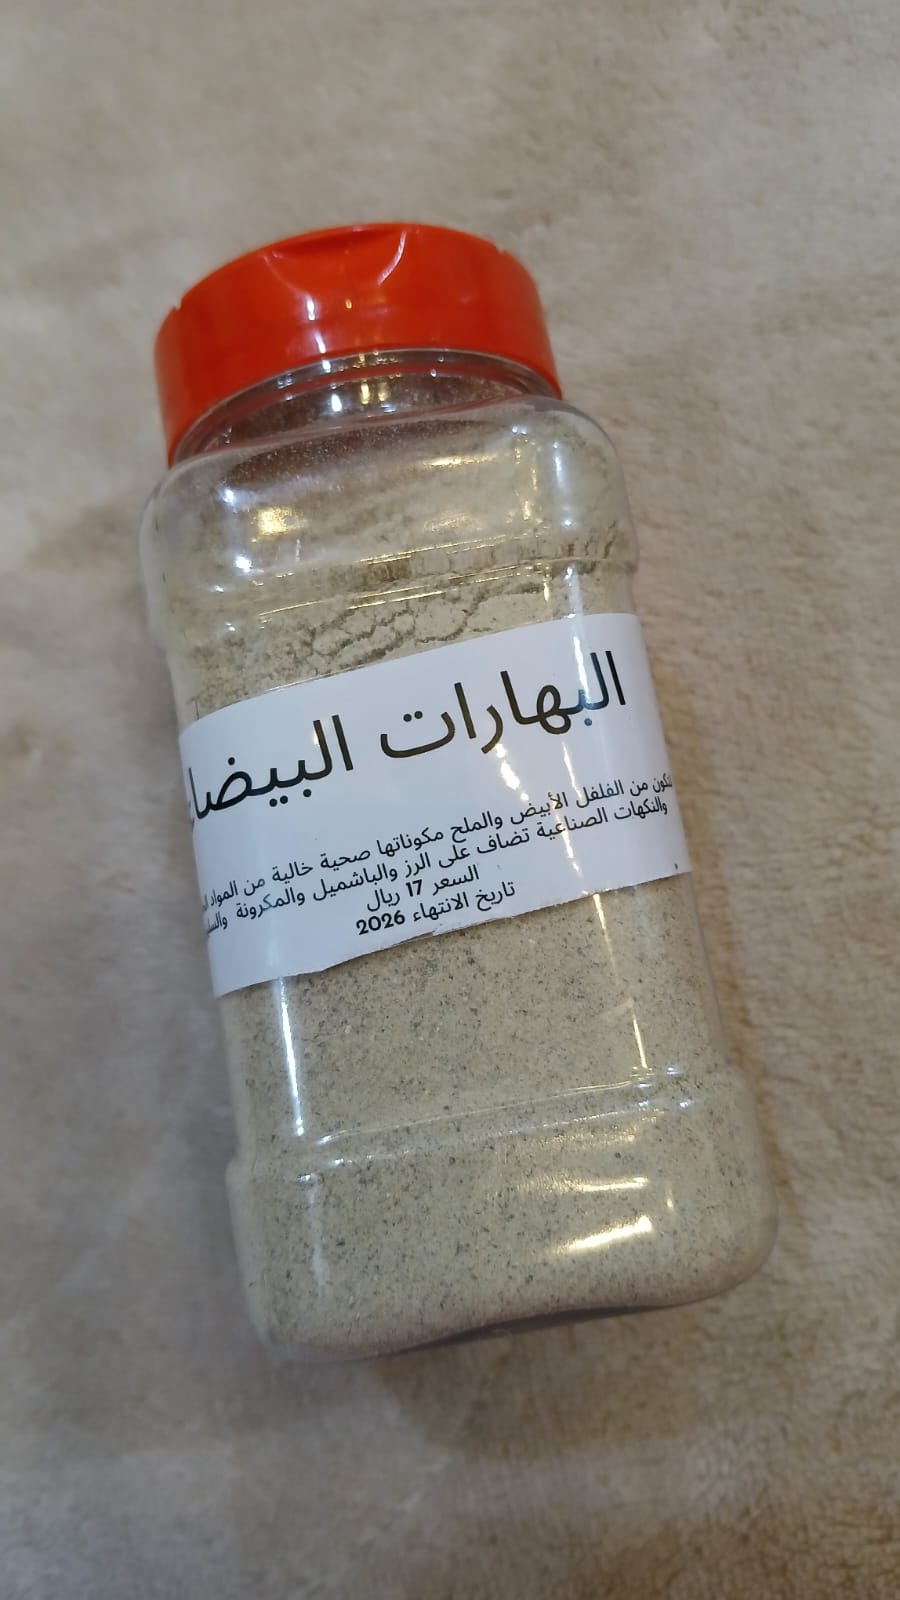 البهارات البيضاء
تتكون من الفلفل الأبيض والملح مكوناتها صحية خالية من المواد
والنكهات الصناعية تضاف على الرز والباشميل والمكرونة
السعر 17 ريال
تاريخ الانتهاء 2026